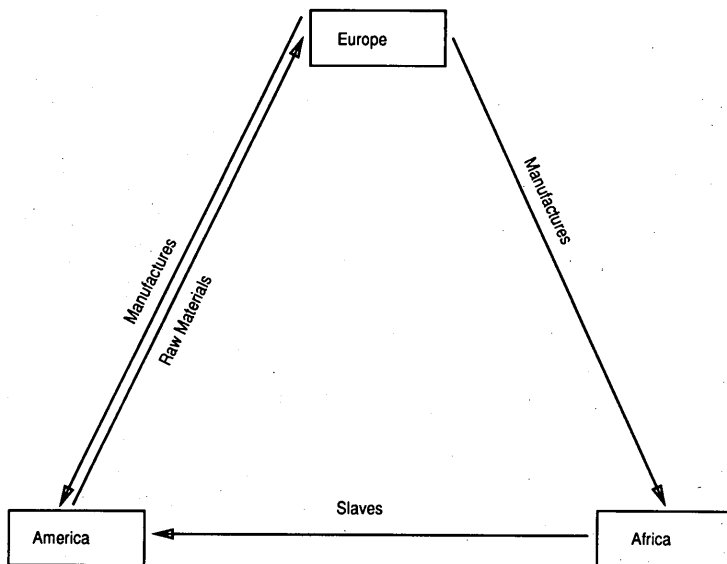 Europe
Manufactures
Manufactures
Raw Materials
Slaves
America
Africa